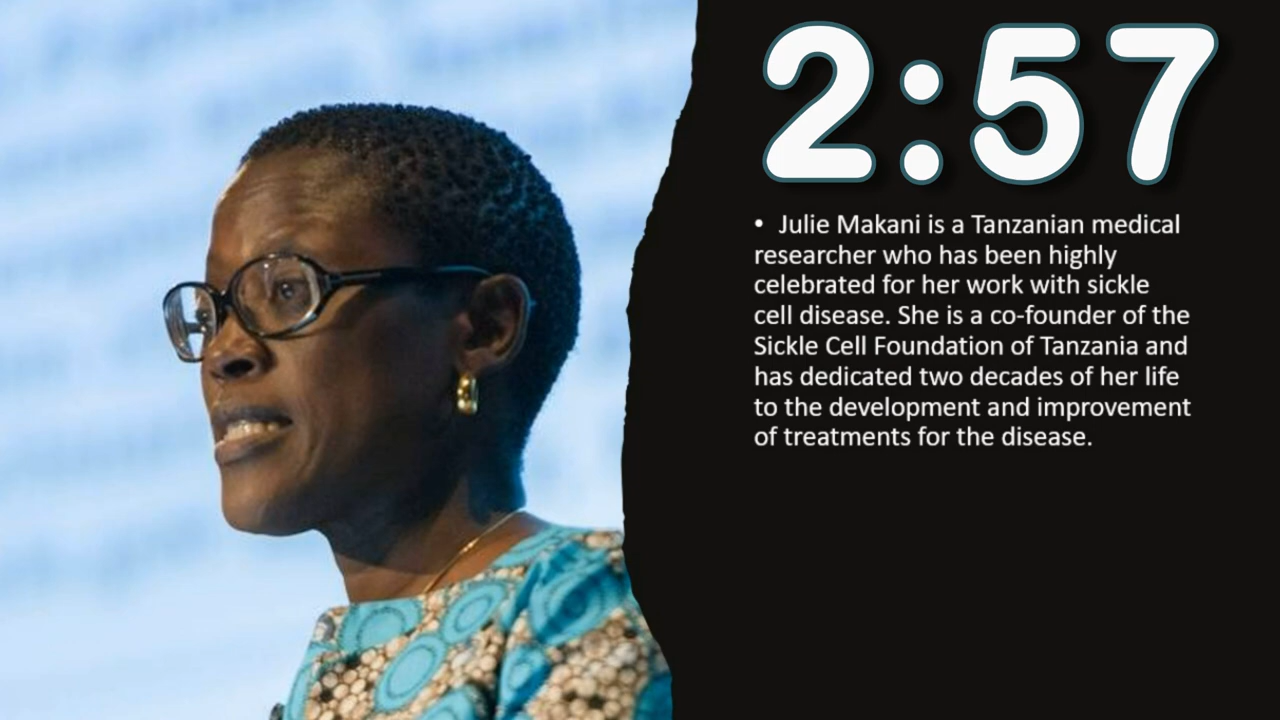 2:57
• Julie Makani is a Tanzanian medical
researcher who has been highly
celebrated for her work with sickle
cell disease. She is a co-founder of the
Sickle Cell Foundation of Tanzania and
has dedicated two decades of her life
to the development and improvement
of treatments for the disease.